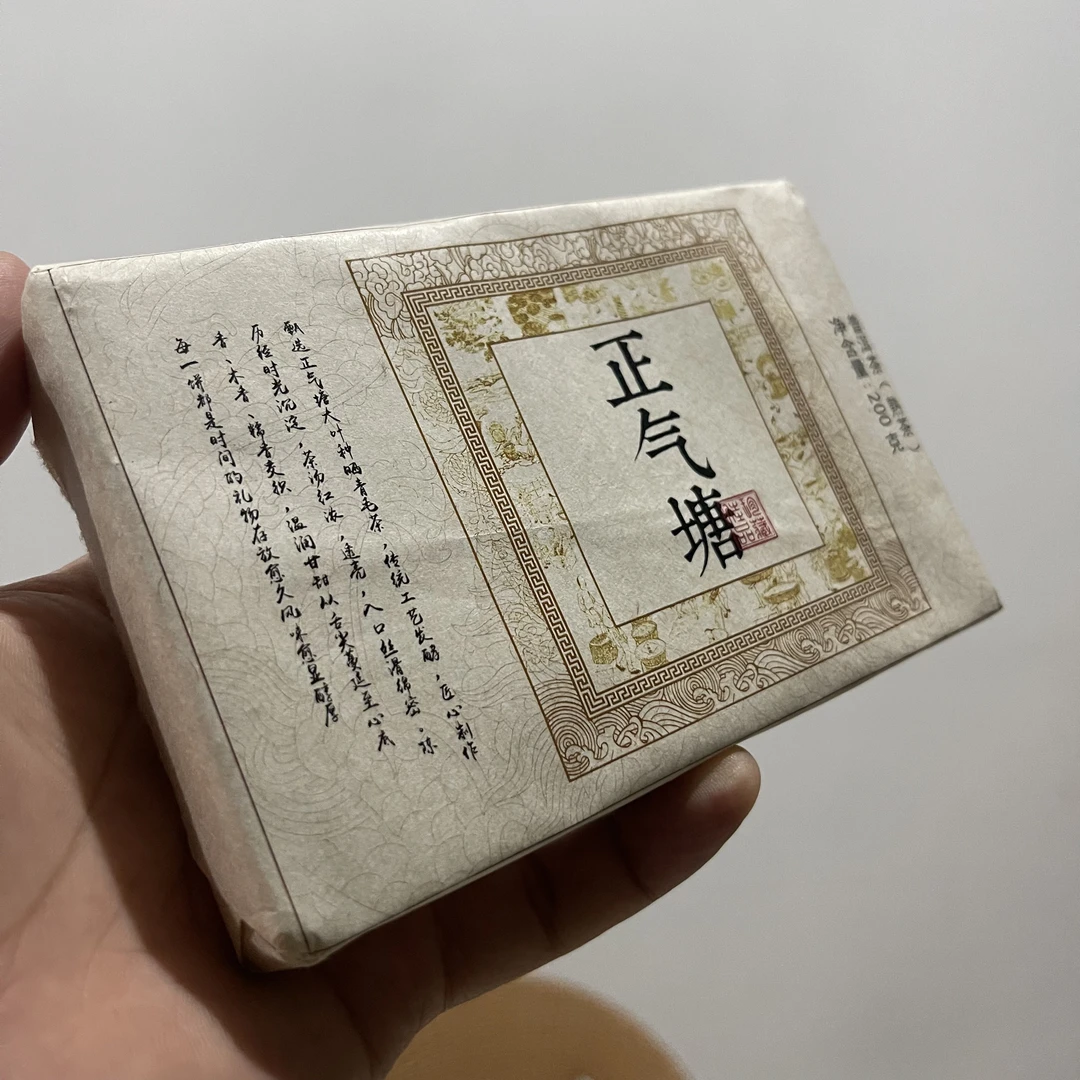 正气塘
珍藏
普洱茶（熟茶）
净含量：200克
甄选正气塘大叶种晒青毛茶，传统工艺发酵，匠心制作
历经时光沉淀，茶汤红浓，透亮，入口丝滑绵密、陈
香、木香、糯香交织，温润甘甜从舌尖蔓延至心底
每一饼都是时间的礼物存放愈久风味愈显醇厚